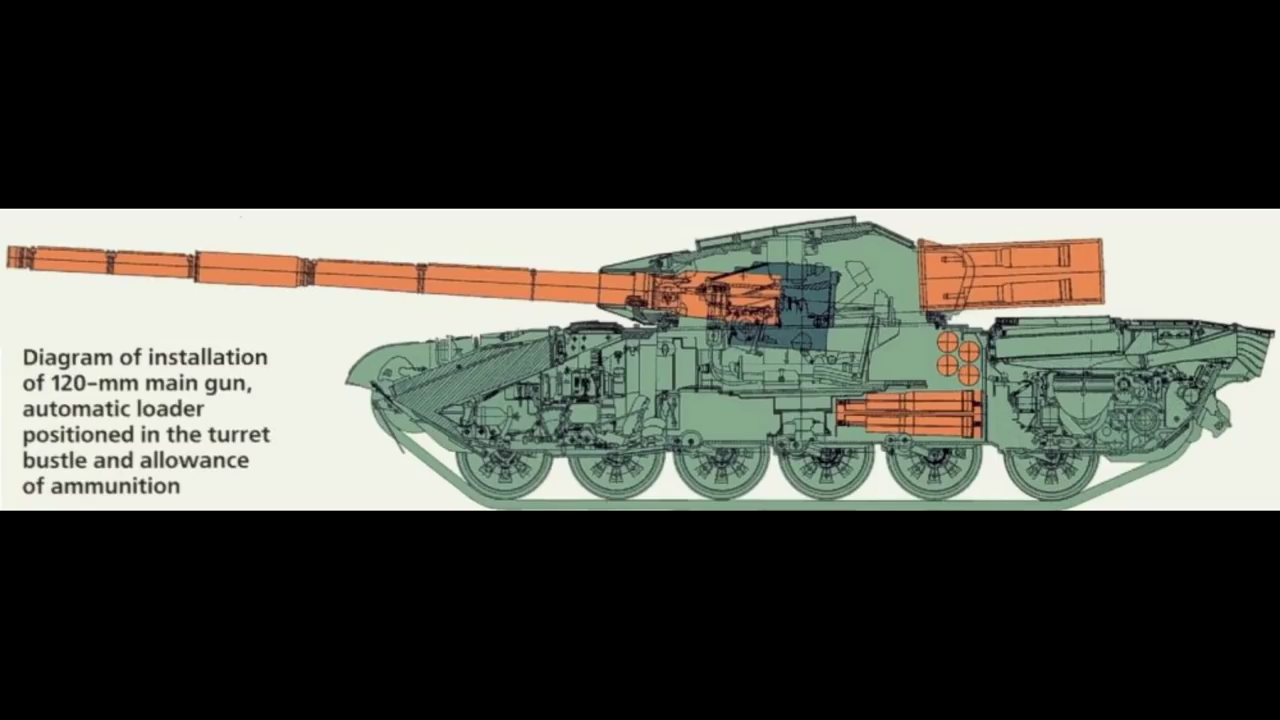 Diagram of installation
of 120-mm main gun,
automatic loader
positioned in the turret
bustle and allowance
of ammunition